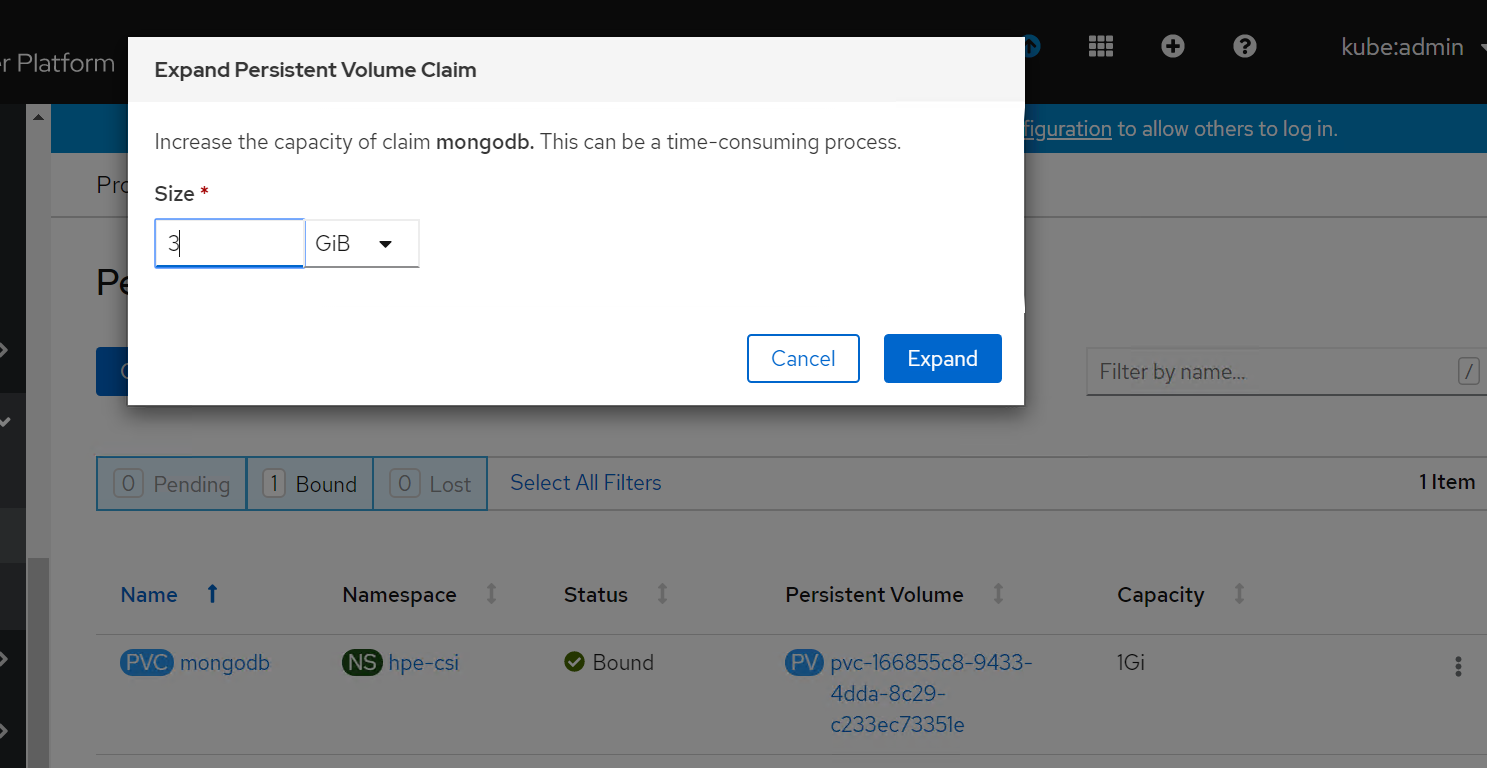 r Platform
kube:admin
Expand Persistent Volume Claim
figuration to allow others to log in.
Increase the capacity of claim mongodb. This can be a time-consuming process.
Pro
Size *
3 GiB
Pe
Cancel Expand
Filter by name... /
0 Pending 1 Bound 0 Lost Select All Filters 1 Item
Name Namespace Status Persistent Volume Capacity
PVC mongodb NS hpe-csi Bound PV pvc-166855c8-9433- 1Gi
4dda-8c29-
c233ec73351e